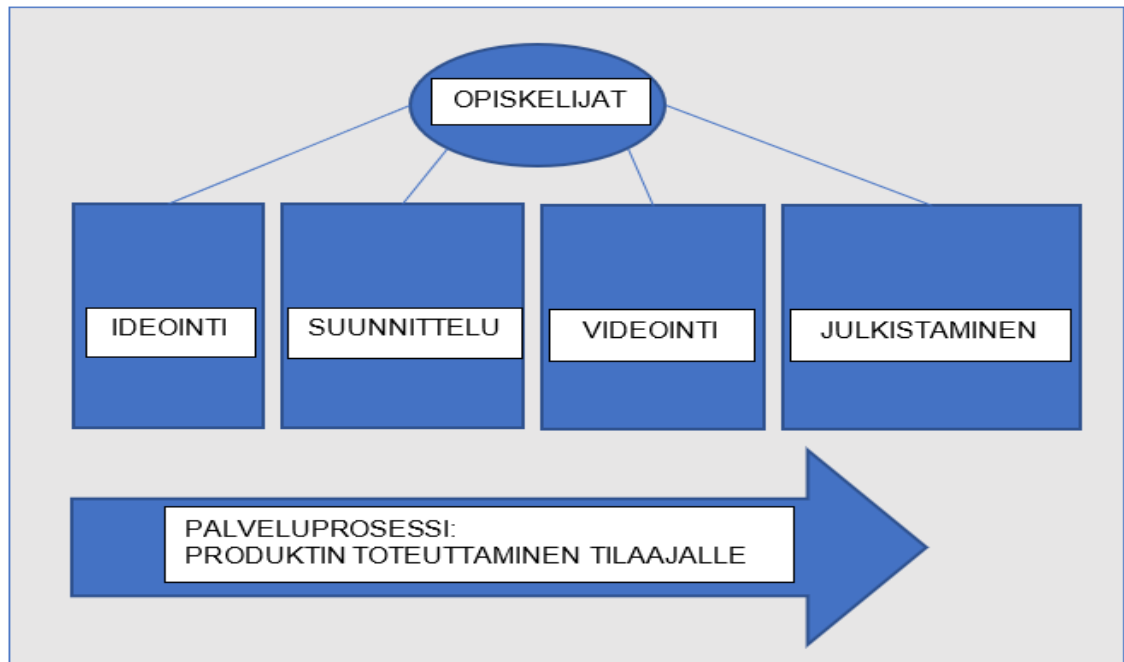 OPISKELIJAT
IDEOINTI
SUUNNITTELU
VIDEOINTI
JULKISTAMINEN
PALVELUPROSESSI:
PRODUKTIN TOTEUTTAMINEN TILAAJALLE